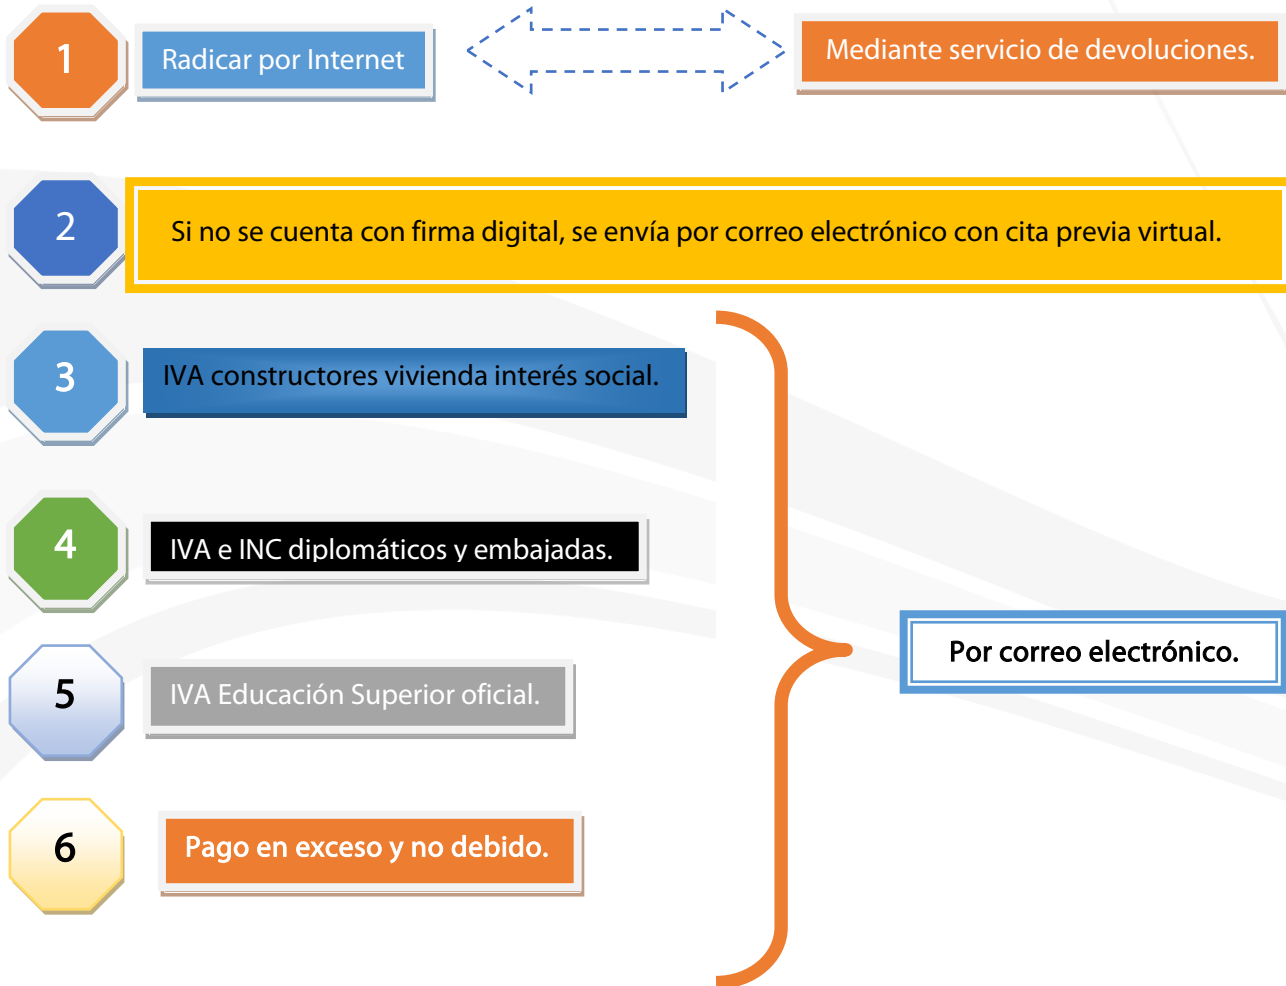 1
Radicar por Internet
Mediante servicio de devoluciones.
2
Si no se cuenta con firma digital, se envía por correo electrónico con cita previa virtual.
3
IVA constructores vivienda interés social.
4
IVA e INC diplomáticos y embajadas.
5
IVA Educación Superior oficial.
Por correo electrónico.
6
Pago en exceso y no debido.